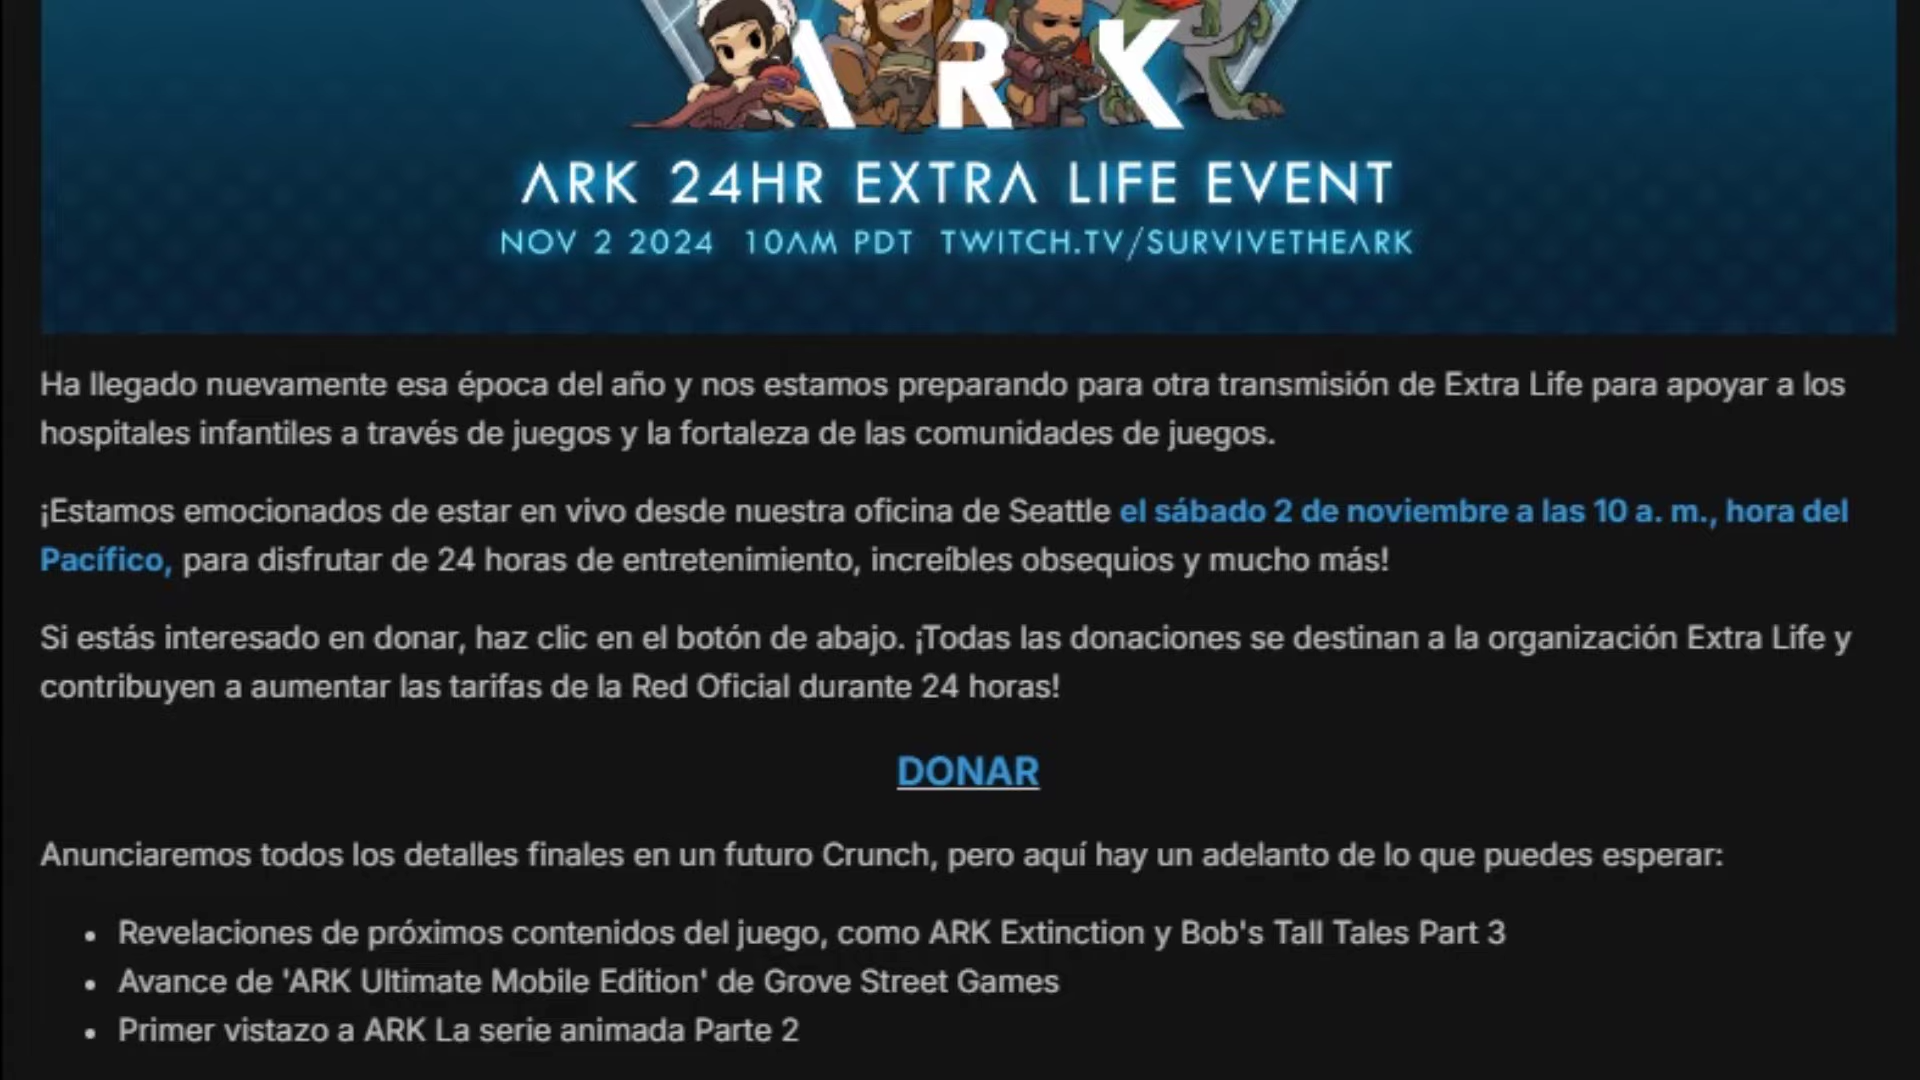 ARK
ARK 24HR EXTRA LIFE EVENT
NOV 2 2024 10AM PDT TWITCH.TV/SURVIVETHEARK
Ha llegado nuevamente esa época del año y nos estamos preparando para otra transmisión de Extra Life para apoyar a los
hospitales infantiles a través de juegos y la fortaleza de las comunidades de juegos.
¡Estamos emocionados de estar en vivo desde nuestra oficina de Seattle el sábado 2 de noviembre a las 10 a. m., hora del
Pacífico, para disfrutar de 24 horas de entretenimiento, increíbles obsequios y mucho más!
Si estás interesado en donar, haz clic en el botón de abajo. ¡Todas las donaciones se destinan a la organización Extra Life y
contribuyen a aumentar las tarifas de la Red Oficial durante 24 horas!
DONAR
Anunciaremos todos los detalles finales en un futuro Crunch, pero aquí hay un adelanto de lo que puedes esperar:
• Revelaciones de próximos contenidos del juego, como ARK Extinction y Bob's Tall Tales Part 3
• Avance de 'ARK Ultimate Mobile Edition' de Grove Street Games
• Primer vistazo a ARK La serie animada Parte 2